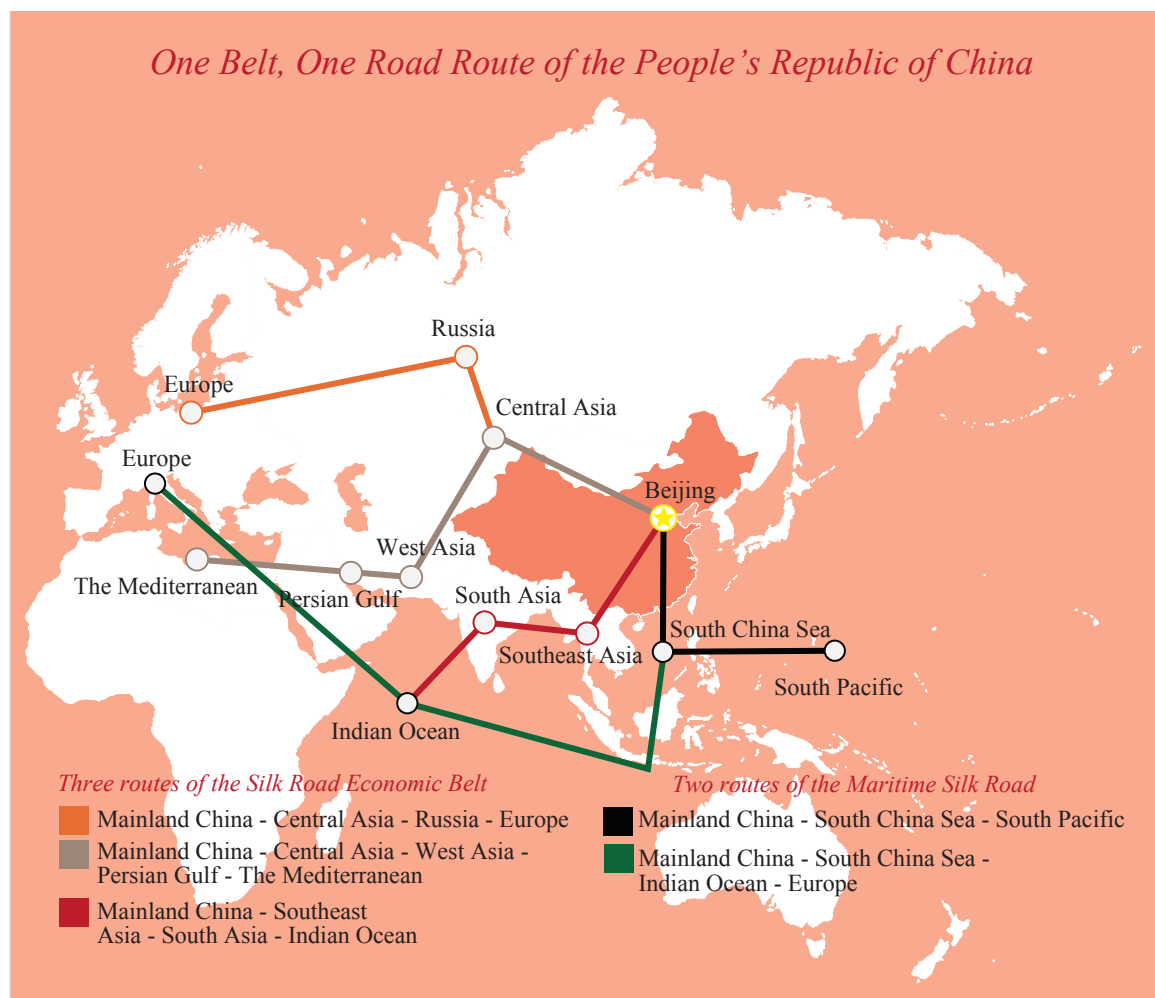 One Belt, One Road Route of the People’s Republic of China
Russia
Europe
Central Asia
Europe
Beijing
West Asia
The Mediterranean
Persian Gulf
South Asia
South China Sea
Southeast Asia
South Pacific
Indian Ocean
Three routes of the Silk Road Economic Belt
Mainland China - Central Asia - Russia - Europe
Mainland China - Central Asia - West Asia -
Persian Gulf - The Mediterranean
Mainland China - Southeast
Asia - South Asia - Indian Ocean
Two routes of the Maritime Silk Road
Mainland China - South China Sea - South Pacific
Mainland China - South China Sea -
Indian Ocean - Europe